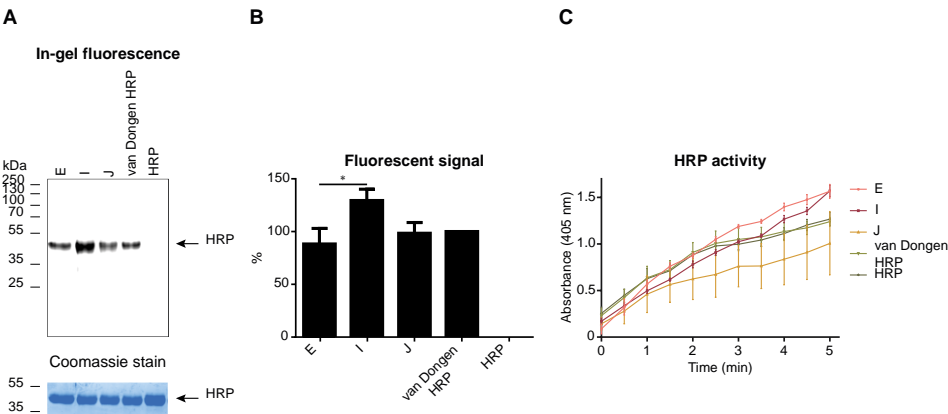 A
In-gel fluorescence
E
I
J
van Dongen HRP
HRP
kDa
250
130
100
70
55
35
25
HRP
Coomassie stain
55
35
HRP
B
Fluorescent signal
150
100
50
0
%
*
E
I
J
van Dongen
HRP
HRP
C
HRP activity
Absorbance (405 nm)
1.5
1.0
0.5
0.0
0
1
2
3
4
5
Time (min)
E
I
J
van Dongen
HRP
HRP